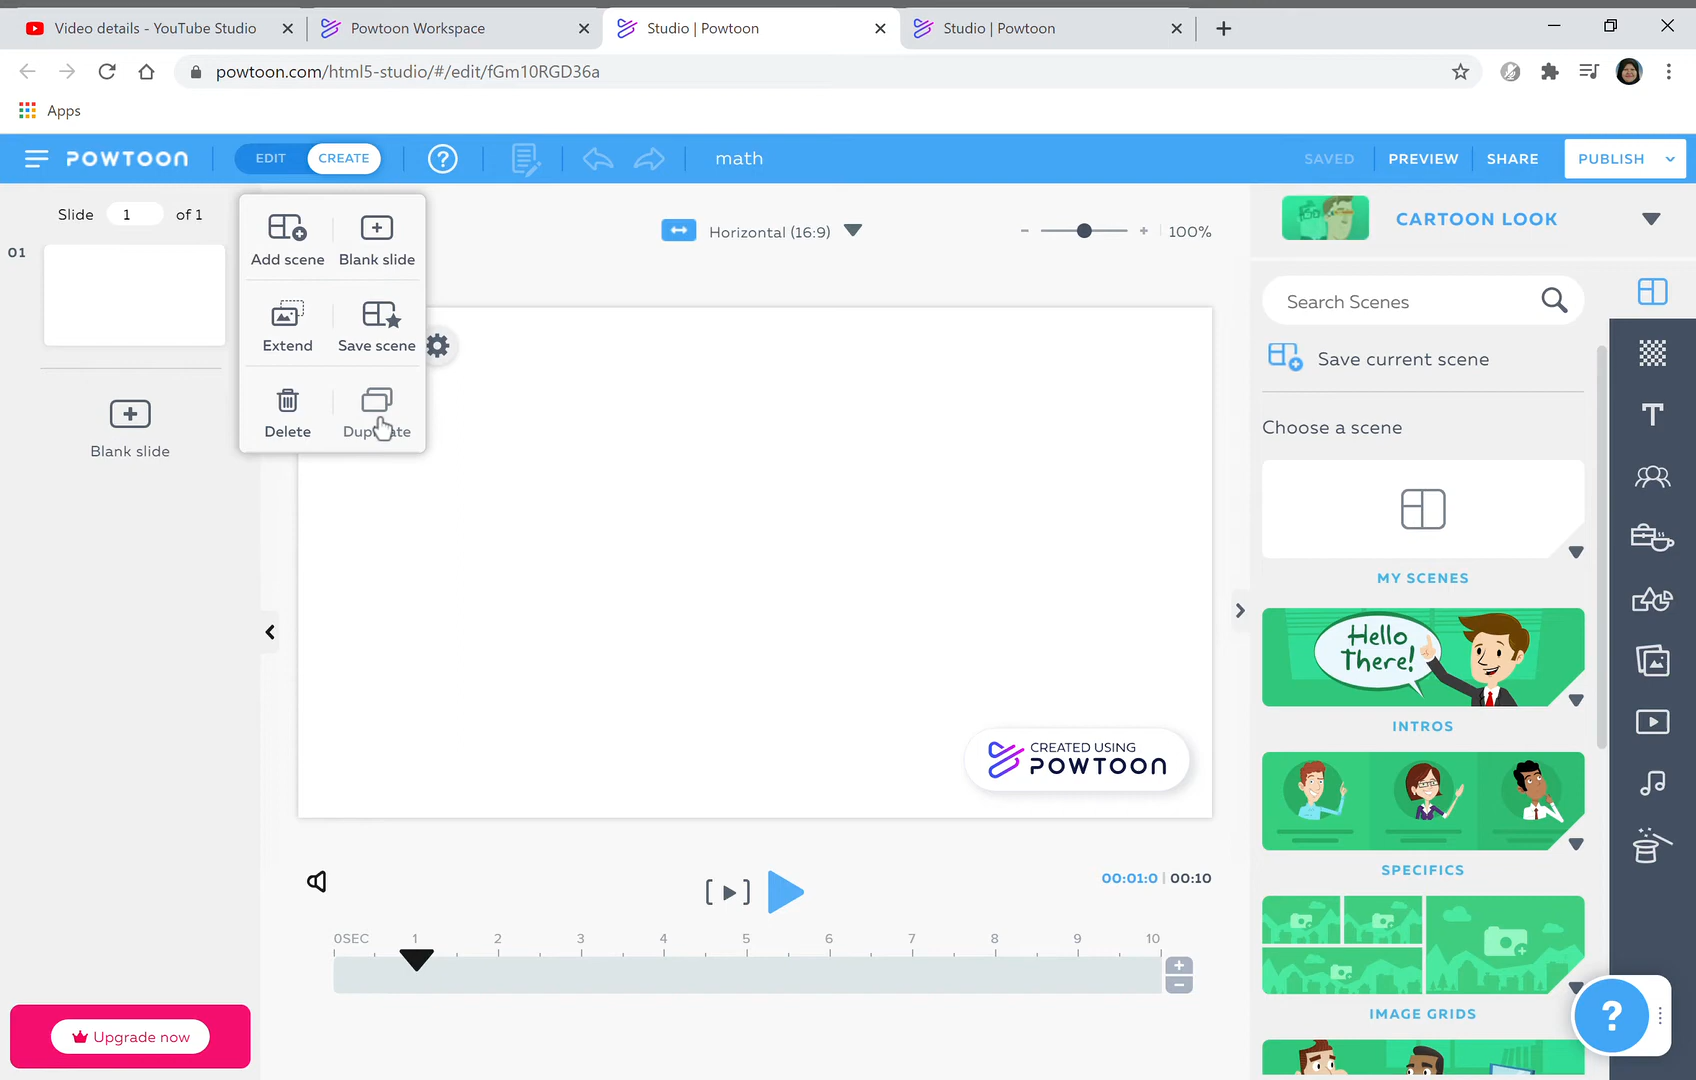 Video details - YouTube Studio
Powtoon Workspace
Studio | Powtoon
Studio | Powtoon
powtoon.com/html5-studio/#/edit/fGm10RGD36a
Apps
POWTOON
EDIT
CREATE
?
math
SAVED
PREVIEW
SHARE
PUBLISH
Slide 1 of 1
01
Blank slide
Add scene
Blank slide
Extend
Save scene
Delete
Duplicate
Horizontal (16:9)
- + 100%
CREATED USING
POWTOON
00:01:0 | 00:10
0SEC 1 2 3 4 5 6 7 8 9 10
+
-
Upgrade now
CARTOON LOOK
Search Scenes
Save current scene
Choose a scene
MY SCENES
Hello
There!
INTROS
SPECIFICS
IMAGE GRIDS
T
?